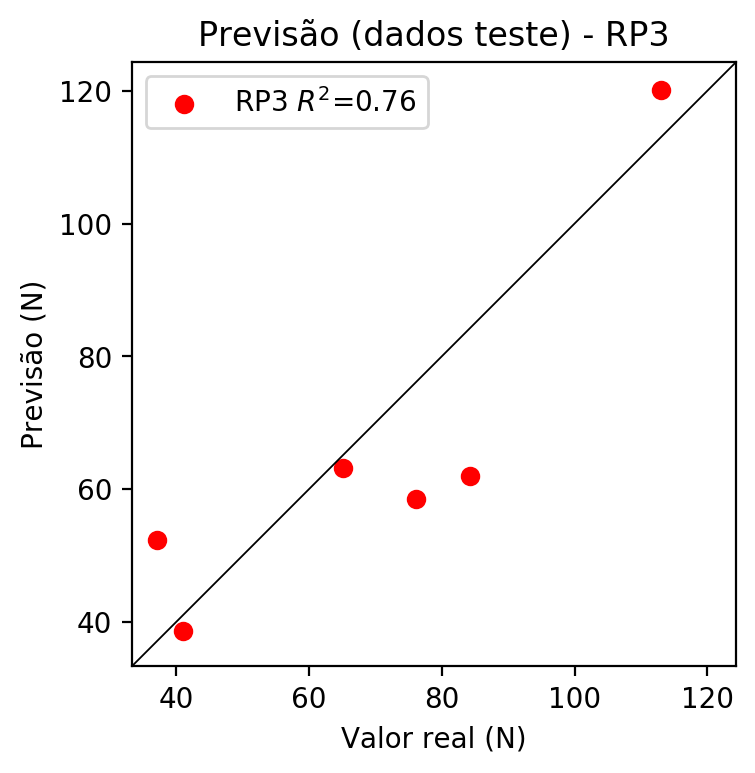 Previsão (dados teste) - RP3
RP3 R²=0.76
120
100
80
60
40
Previsão (N)
40 60 80 100 120
Valor real (N)